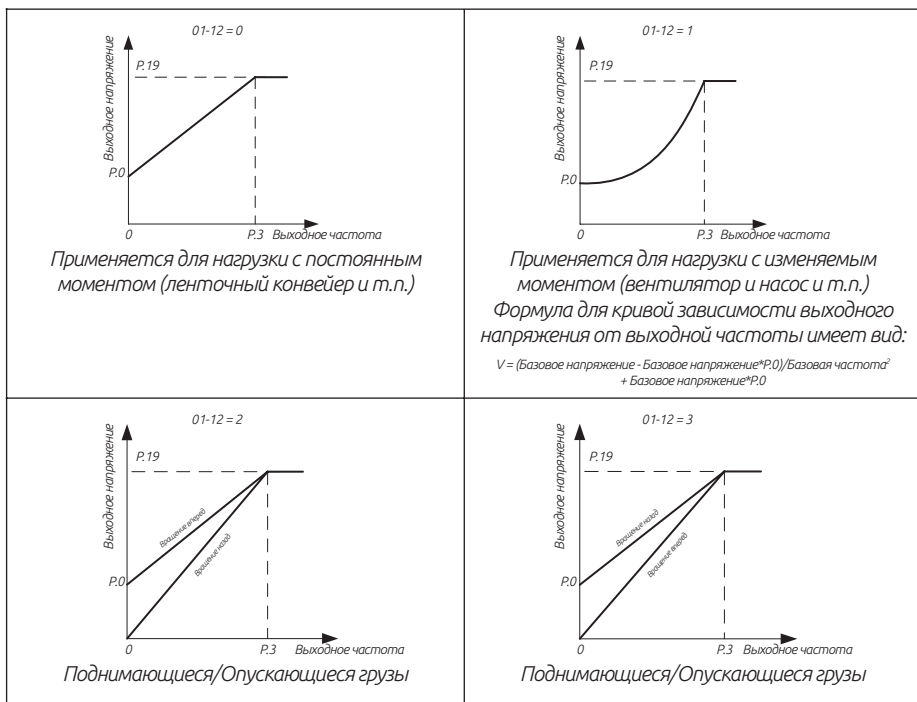 01-12 = 0
Выходное напряжение
P.19
P.0
0
P.3
Выходное частота
Применяется для нагрузки с постоянным
моментом (ленточный конвейер и т.п.)
01-12 = 1
Выходное напряжение
P.19
P.0
0
P.3
Выходное частота
Применяется для нагрузки с изменяемым
моментом (вентилятор и насос и т.п.)
Формула для кривой зависимости выходного
напряжения от выходной частоты имеет вид:
V = (Базовое напряжение - Базовое напряжение*P.0)/Базовая частота²
+ Базовое напряжение*P.0
01-12 = 2
Выходное напряжение
P.19
Вращение вперед
Вращение назад
P.0
0
P.3
Выходное частота
Поднимающиеся/Опускающиеся грузы
01-12 = 3
Выходное напряжение
P.19
Вращение назад
Вращение вперед
P.0
0
P.3
Выходное частота
Поднимающиеся/Опускающиеся грузы